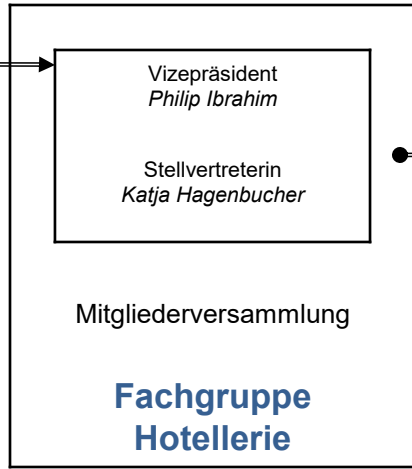 Vizepräsident
Philip Ibrahim
Stellvertreterin
Katja Hagenbucher
Mitgliederversammlung
Fachgruppe
Hotellerie